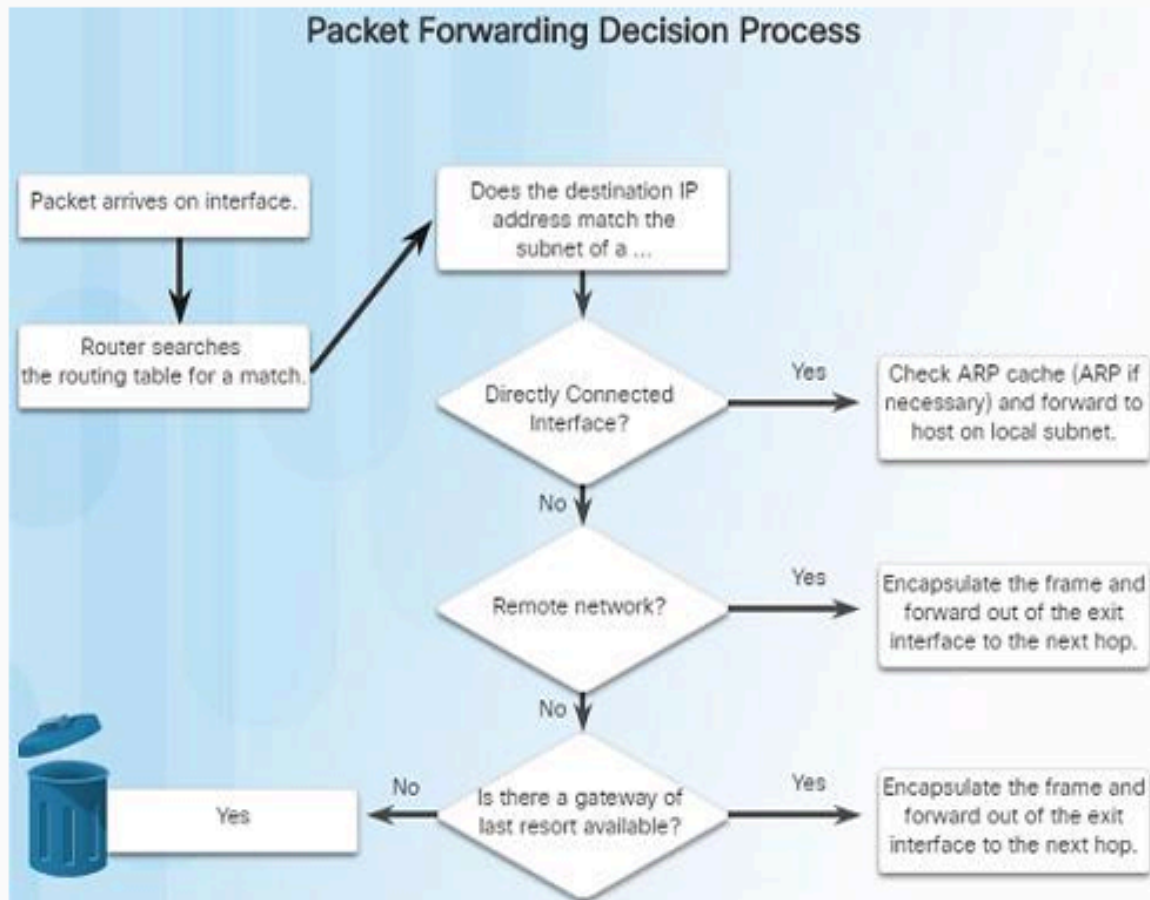 Packet Forwarding Decision Process
Packet arrives on interface.
Router searches
the routing table for a match.
Does the destination IP
address match the
subnet of a ...
Directly Connected
Interface?
Yes
Check ARP cache (ARP if
necessary) and forward to
host on local subnet.
No
Remote network?
Yes
Encapsulate the frame and
forward out of the exit
interface to the next hop.
No
Is there a gateway of
last resort available?
Yes
Encapsulate the frame and
forward out of the exit
interface to the next hop.
No
Yes